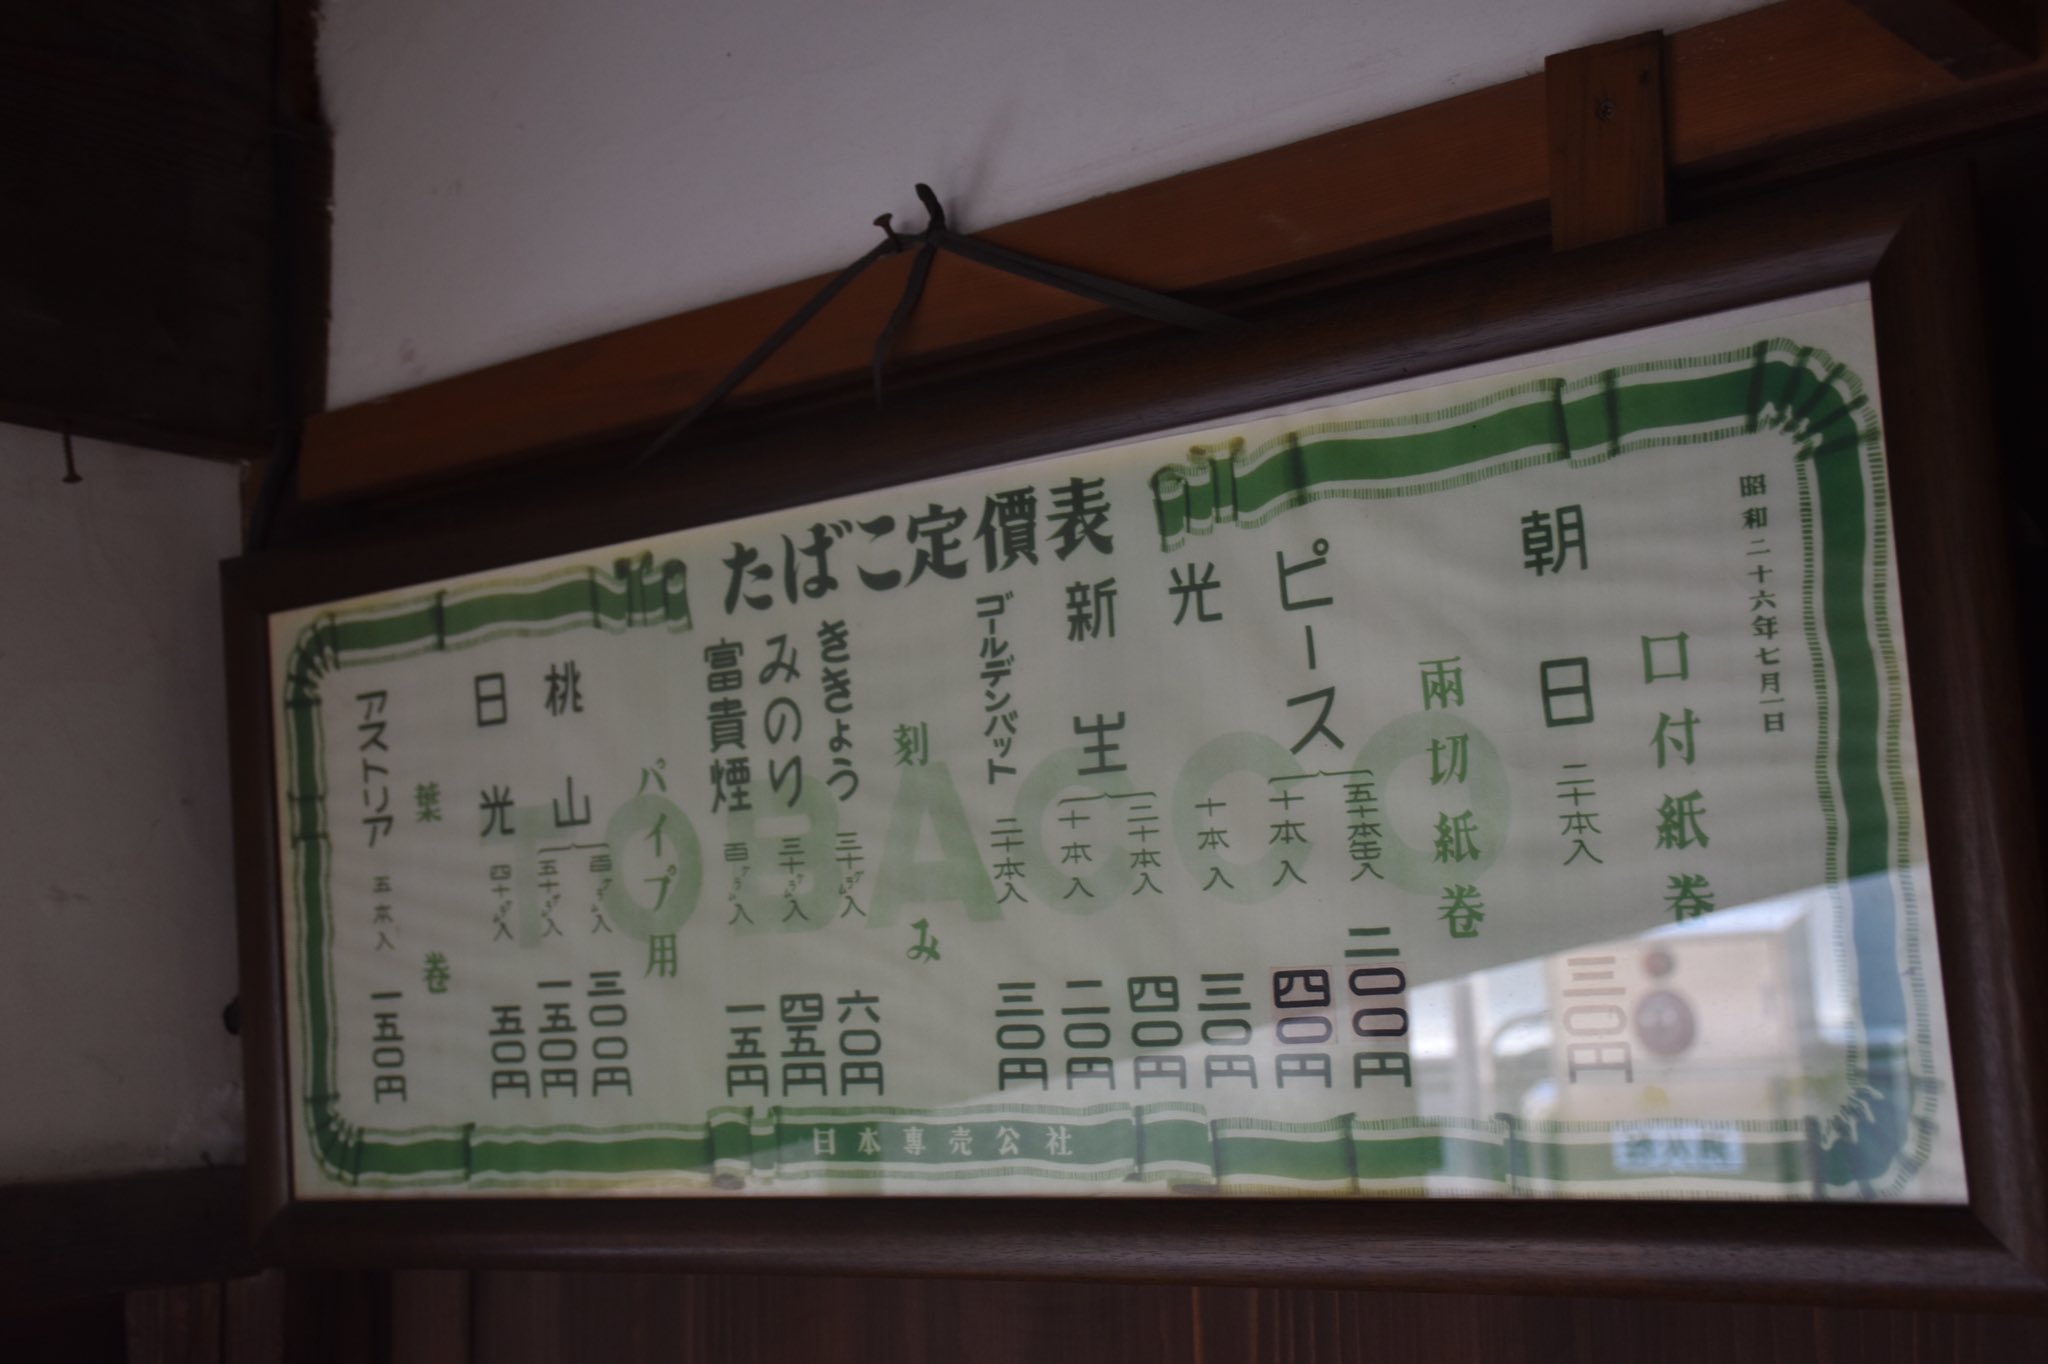 たばこ定價表
昭和二十六年七月一日
口付紙巻
朝日 二十本入 三〇円
兩切紙巻
ピース 五十本缶入 二〇〇円
十本入 四〇円
光 十本入 三〇円
新生 二十本入 四〇円
十本入 二〇円
ゴールデンバット 二十本入 三〇円
刻み
ききょう 三十グラム入 六〇円
みのり 三十グラム入 四五円
富貴煙 百グラム入 一五円
パイプ用
桃山 百グラム入 三〇〇円
五十グラム入 一五〇円
日光 四十グラム入 五〇円
葉巻
アストリア 五本入 一五〇円
TOBACCO
日本専売公社